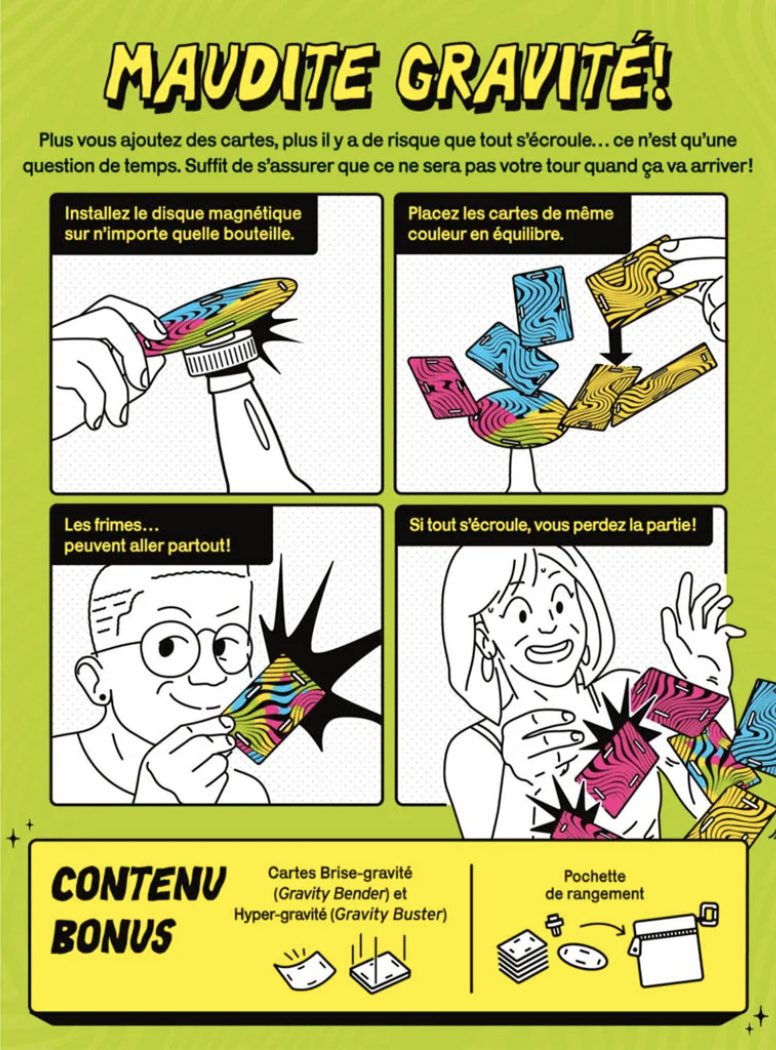 MAUDITE GRAVITÉ!
Plus vous ajoutez des cartes, plus il y a de risque que tout s'écroule... ce n'est qu'une
question de temps. Suffit de s'assurer que ce ne sera pas votre tour quand ça va arriver!
Installez le disque magnétique
sur n'importe quelle bouteille.
Placez les cartes de même
couleur en équilibre.
Les frimes...
peuvent aller partout!
Si tout s'écroule, vous perdez la partie!
CONTENU
BONUS
Cartes Brise-gravité
(Gravity Bender) et
Hyper-gravité (Gravity Buster)
Pochette
de rangement